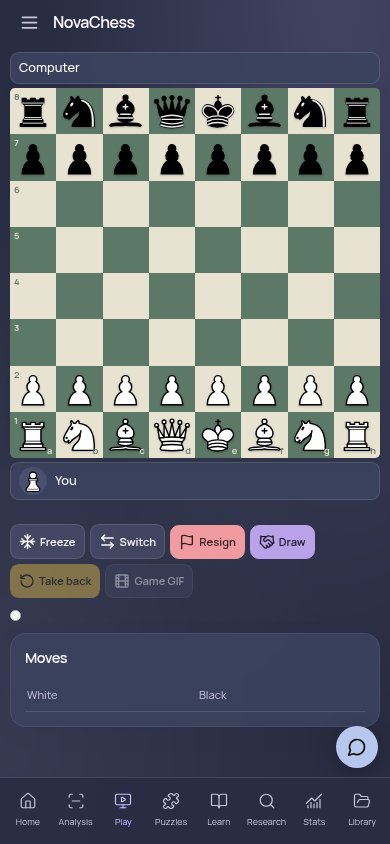 NovaChess
Computer
8
7
6
5
4
3
2
1
a b c d e f g h
You
Freeze Switch Resign Draw
Take back Game GIF
Moves
White Black
Home Analysis Play Puzzles Learn Research Stats Library